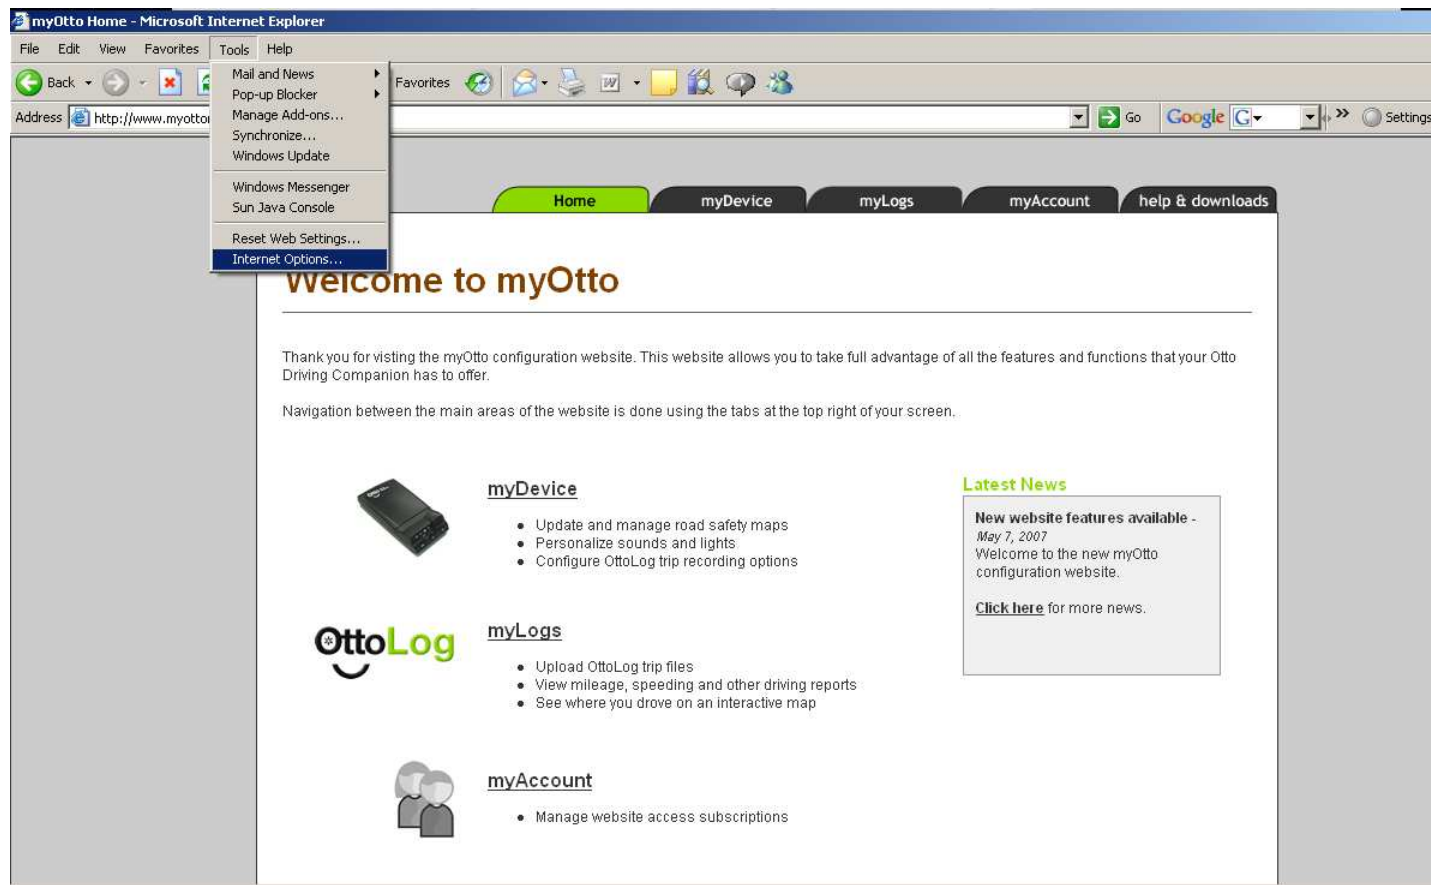 myOtto Home - Microsoft Internet Explorer
File Edit View Favorites Tools Help
Back Favorites
Mail and News
Pop-up Blocker
Manage Add-ons...
Synchronize...
Windows Update
Windows Messenger
Sun Java Console
Reset Web Settings...
Internet Options...
Address http://www.myotto Go Google G Settings
Home myDevice myLogs myAccount help & downloads
Welcome to myOtto
Thank you for visting the myOtto configuration website. This website allows you to take full advantage of all the features and functions that your Otto
Driving Companion has to offer.
Navigation between the main areas of the website is done using the tabs at the top right of your screen.
myDevice
• Update and manage road safety maps
• Personalize sounds and lights
• Configure OttoLog trip recording options
OttoLog
myLogs
• Upload OttoLog trip files
• View mileage, speeding and other driving reports
• See where you drove on an interactive map
myAccount
• Manage website access subscriptions
Latest News
New website features available -
May 7, 2007
Welcome to the new myOtto
configuration website.
Click here for more news.